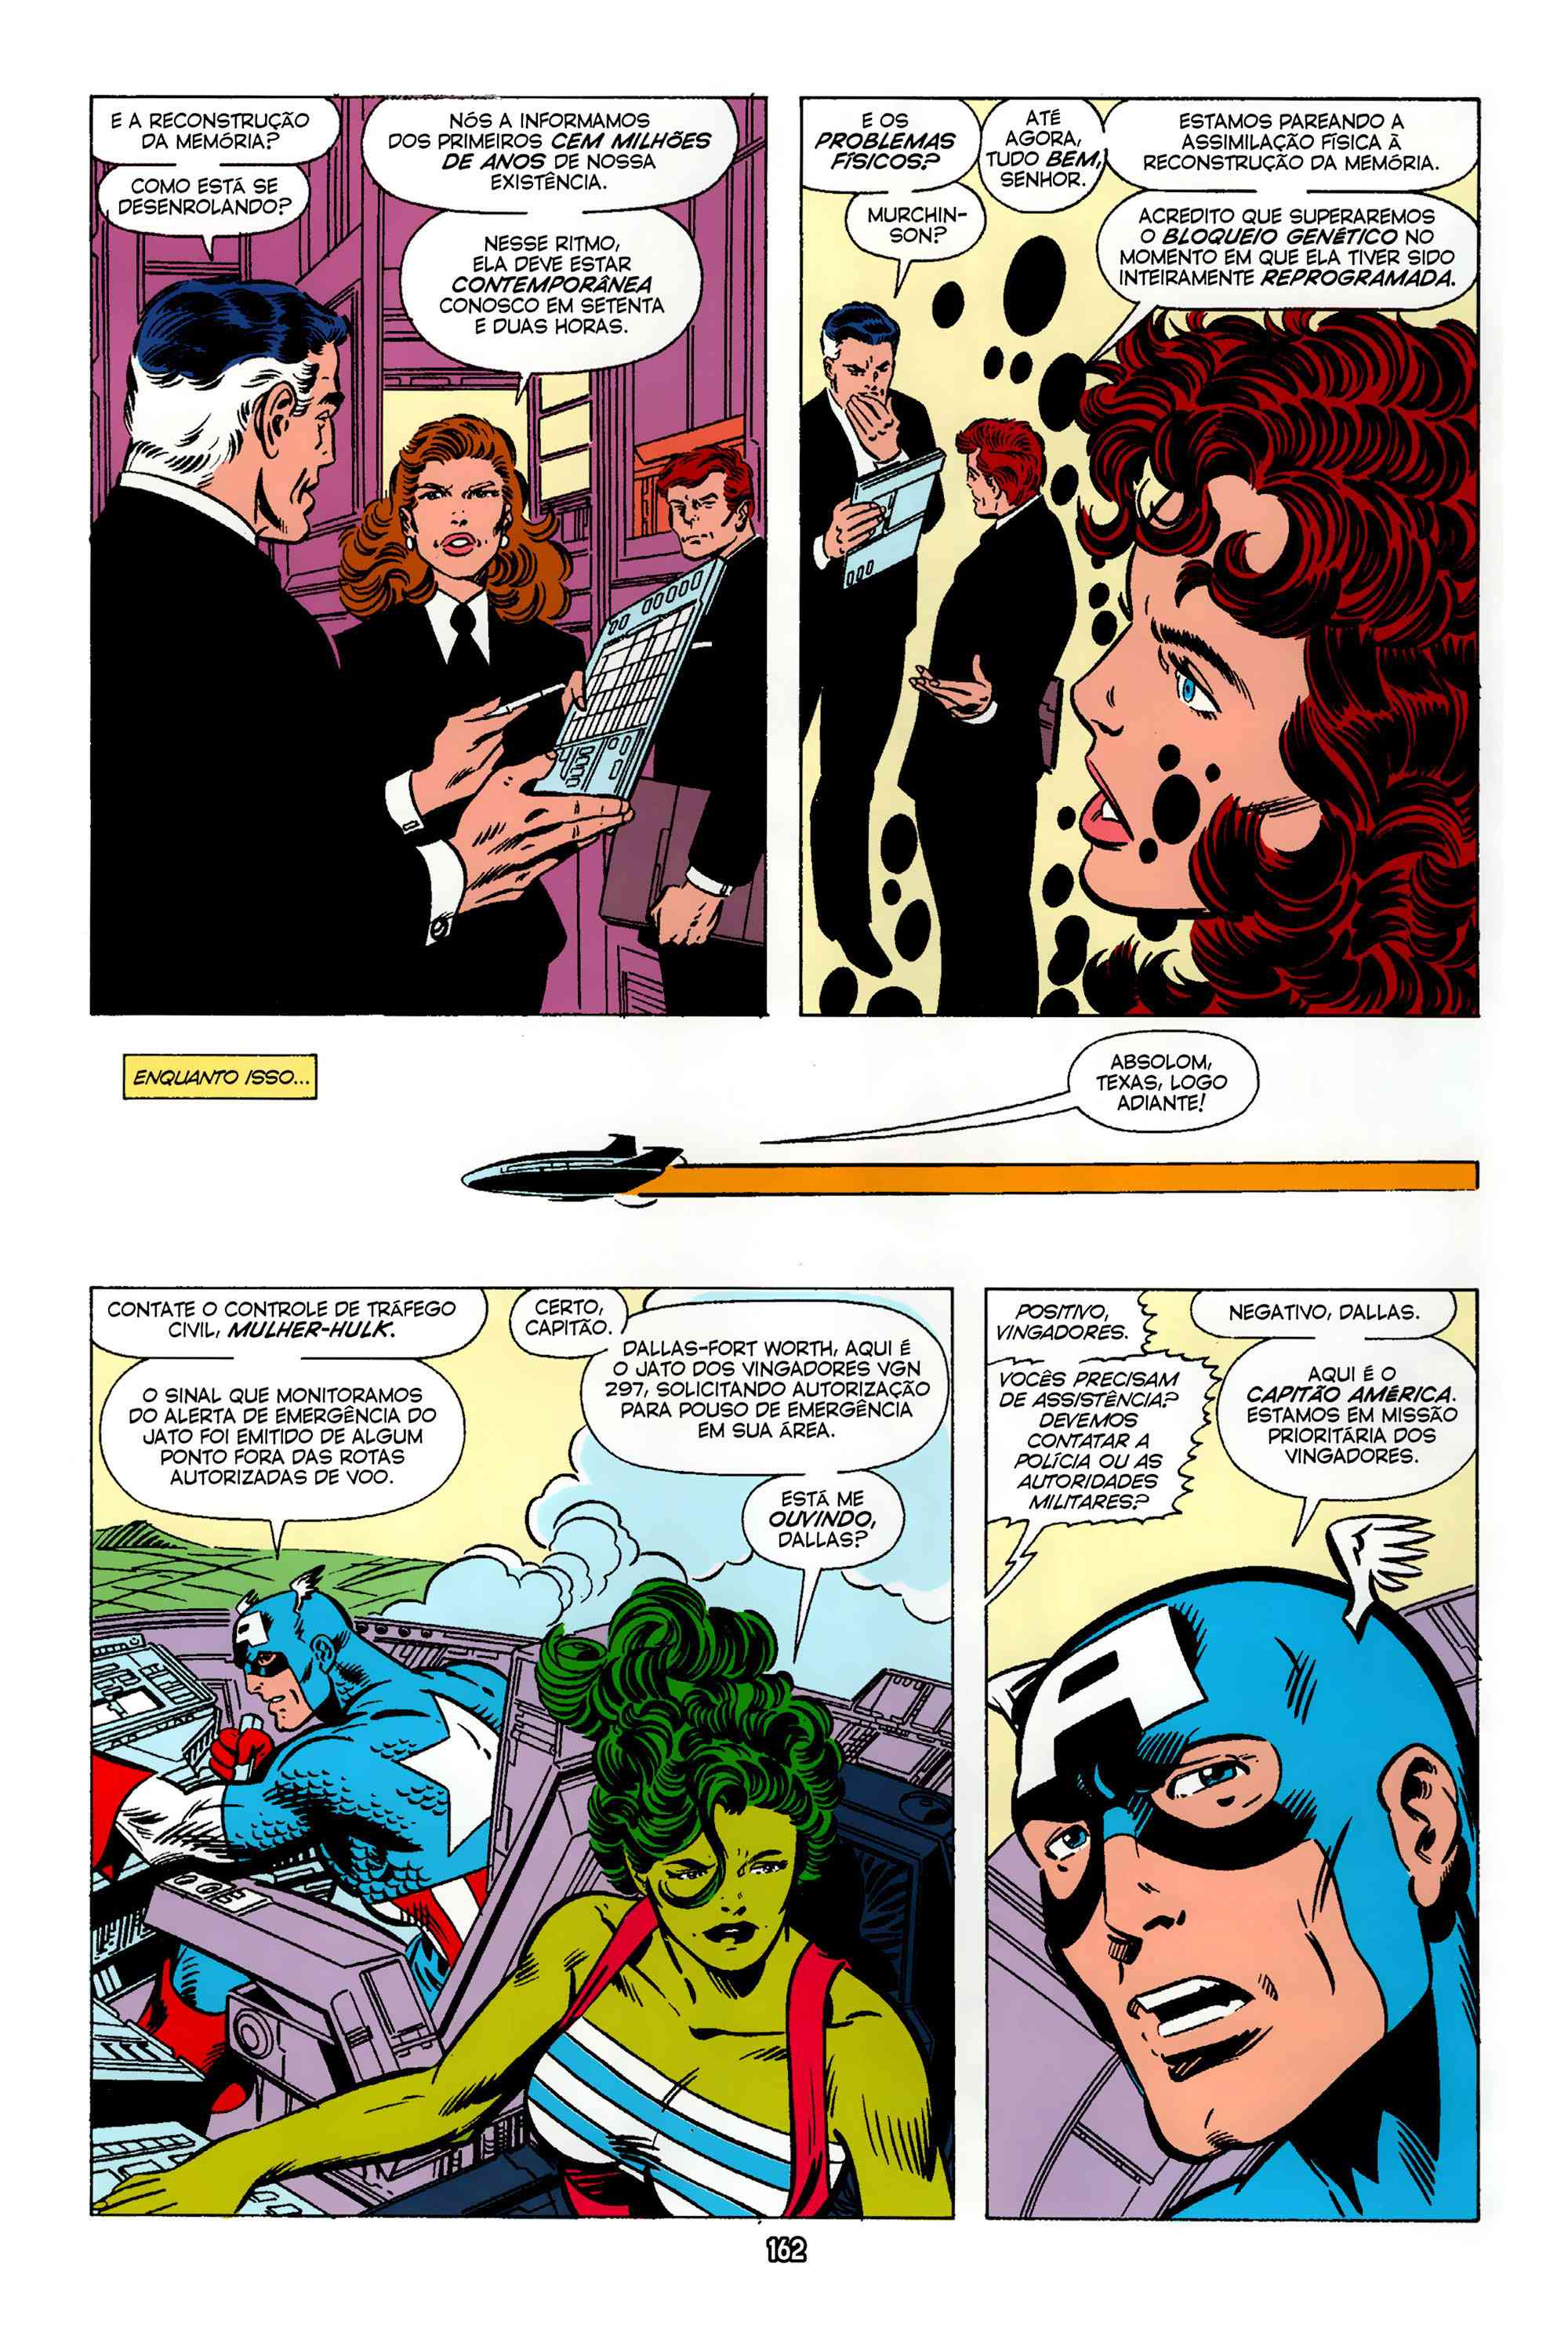 E A RECONSTRUÇÃO
DA MEMÓRIA?
COMO ESTÁ SE
DESENROLANDO?
NÓS A INFORMAMOS
DOS PRIMEIROS CEM MILHÕES
DE ANOS DE NOSSA
EXISTÊNCIA.
NESSE RITMO,
ELA DEVE ESTAR
CONTEMPORÂNEA
CONOSCO EM SETENTA
E DUAS HORAS.
E OS
PROBLEMAS
FÍSICOS?
MURCHIN-
SON?
ATÉ
AGORA,
TUDO BEM,
SENHOR.
ESTAMOS PAREANDO A
ASSIMILAÇÃO FÍSICA À
RECONSTRUÇÃO DA MEMÓRIA.
ACREDITO QUE SUPERAREMOS
O BLOQUEIO GENÉTICO NO
MOMENTO EM QUE ELA TIVER SIDO
INTEIRAMENTE REPROGRAMADA.
ENQUANTO ISSO...
ABSOLOM,
TEXAS, LOGO
ADIANTE!
CONTATE O CONTROLE DE TRÁFEGO
CIVIL, MULHER-HULK.
O SINAL QUE MONITORAMOS
DO ALERTA DE EMERGÊNCIA DO
JATO FOI EMITIDO DE ALGUM
PONTO FORA DAS ROTAS
AUTORIZADAS DE VOO.
CERTO,
CAPITÃO.
DALLAS-FORT WORTH, AQUI É
O JATO DOS VINGADORES VGN
297, SOLICITANDO AUTORIZAÇÃO
PARA POUSO DE EMERGÊNCIA
EM SUA ÁREA.
ESTÁ ME
OUVINDO,
DALLAS?
POSITIVO,
VINGADORES.
VOCÊS PRECISAM
DE ASSISTÊNCIA?
DEVEMOS
CONTATAR A
POLÍCIA OU AS
AUTORIDADES
MILITARES?
NEGATIVO, DALLAS.
AQUI É O
CAPITÃO AMÉRICA.
ESTAMOS EM MISSÃO
PRIORITÁRIA DOS
VINGADORES.
A
A
162